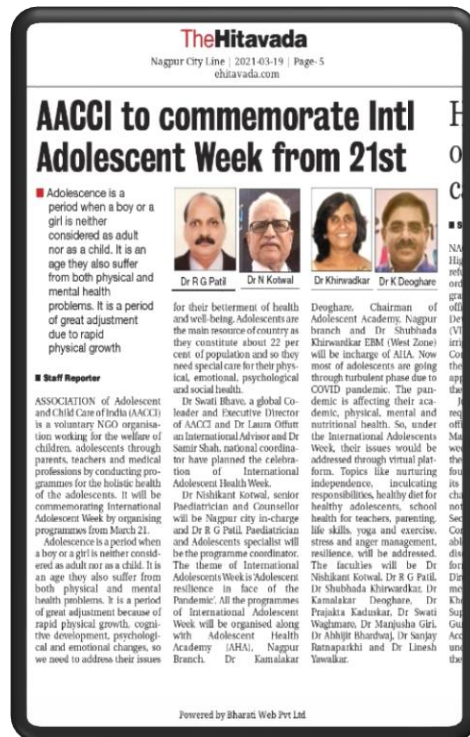 TheHitavada
Nagpur City Line | 2021-03-19 | Page- 5
ehitavada.com
AACCI to commemorate Intl
Adolescent Week from 21st
Adolescence is a
period when a boy or a
girl is neither
considered as adult
nor as a child. It is an
age they also suffer
from both physical and
mental health
problems. It is a period
of great adjustment
due to rapid
physical growth
Dr R G Patil
Dr N Kotwal
Dr Khirwadkar
Dr K Deoghare
Staff Reporter
ASSOCIATION of Adolescent
and Child Care of India (AACCI)
is a voluntary NGO organisa-
tion working for the welfare of
children, adolescents through
parents, teachers and medical
professions by conducting pro-
grammes for the holistic health
of the adolescents. It will be
commemorating International
Adolescent Week by organising
programmes from March 21.
Adolescence is a period when
a boy or a girl is neither consid-
ered as adult nor as a child. It is
an age they also suffer from
both physical and mental
health problems. It is a period
of great adjustment because of
rapid physical growth, cogni-
tive development, psychologi-
cal and emotional changes, so
we need to address their issues
for their betterment of health
and well-being. Adolescents are
the main resource of country as
they constitute about 22 per
cent of population and so they
need special care for their phys-
ical, emotional, psychological
and social health.
Dr Swati Bhave, a global Co-
leader and Executive Director
of AACCI and Dr Laura Offutt
an International Advisor and Dr
Samir Shah, national coordina-
tor have planned the celebra-
tion of International
Adolescent Health Week.
Dr Nishikant Kotwal, senior
Paediatrician and Counsellor
will be Nagpur city in-charge
and Dr R G Patil, Paediatrician
and Adolescents specialist will
be the programme coordinator.
The theme of International
Adolescents Week is 'Adolescent
resilience in face of the
Pandemic'. All the programmes
of International Adolescent
Week will be organised along
with Adolescent Health
Academy (AHA), Nagpur
Branch. Dr Kamalakar
Deoghare, Chairman of
Adolescent Academy, Nagpur
branch and Dr Shubhada
Khirwardkar EBM (West Zone)
will be incharge of AHA. Now
most of adolescents are going
through turbulent phase due to
COVID pandemic. The pan-
demic is affecting their aca-
demic, physical, mental and
nutritional health. So, under
the International Adolescents
Week, their issues would be
addressed through virtual plat-
form. Topics like nurturing
independence, inculcating
responsibilities, healthy diet for
healthy adolescents, school
health for teachers, parenting,
life skills, yoga and exercise,
stress and anger management,
resilience, will be addressed.
The faculties will be Dr
Nishikant Kotwal, Dr R G Patil,
Dr Shubhada Khirwardkar, Dr
Kamalakar Deoghare, Dr
Prajakta Kaduskar, Dr Swati
Waghmare, Dr Manjusha Giri,
Dr Abhijit Bhardwaj, Dr Sanjay
Ratnaparkhi and Dr Linesh
Yawalkar.
Powered by Bharati Web Pvt Ltd